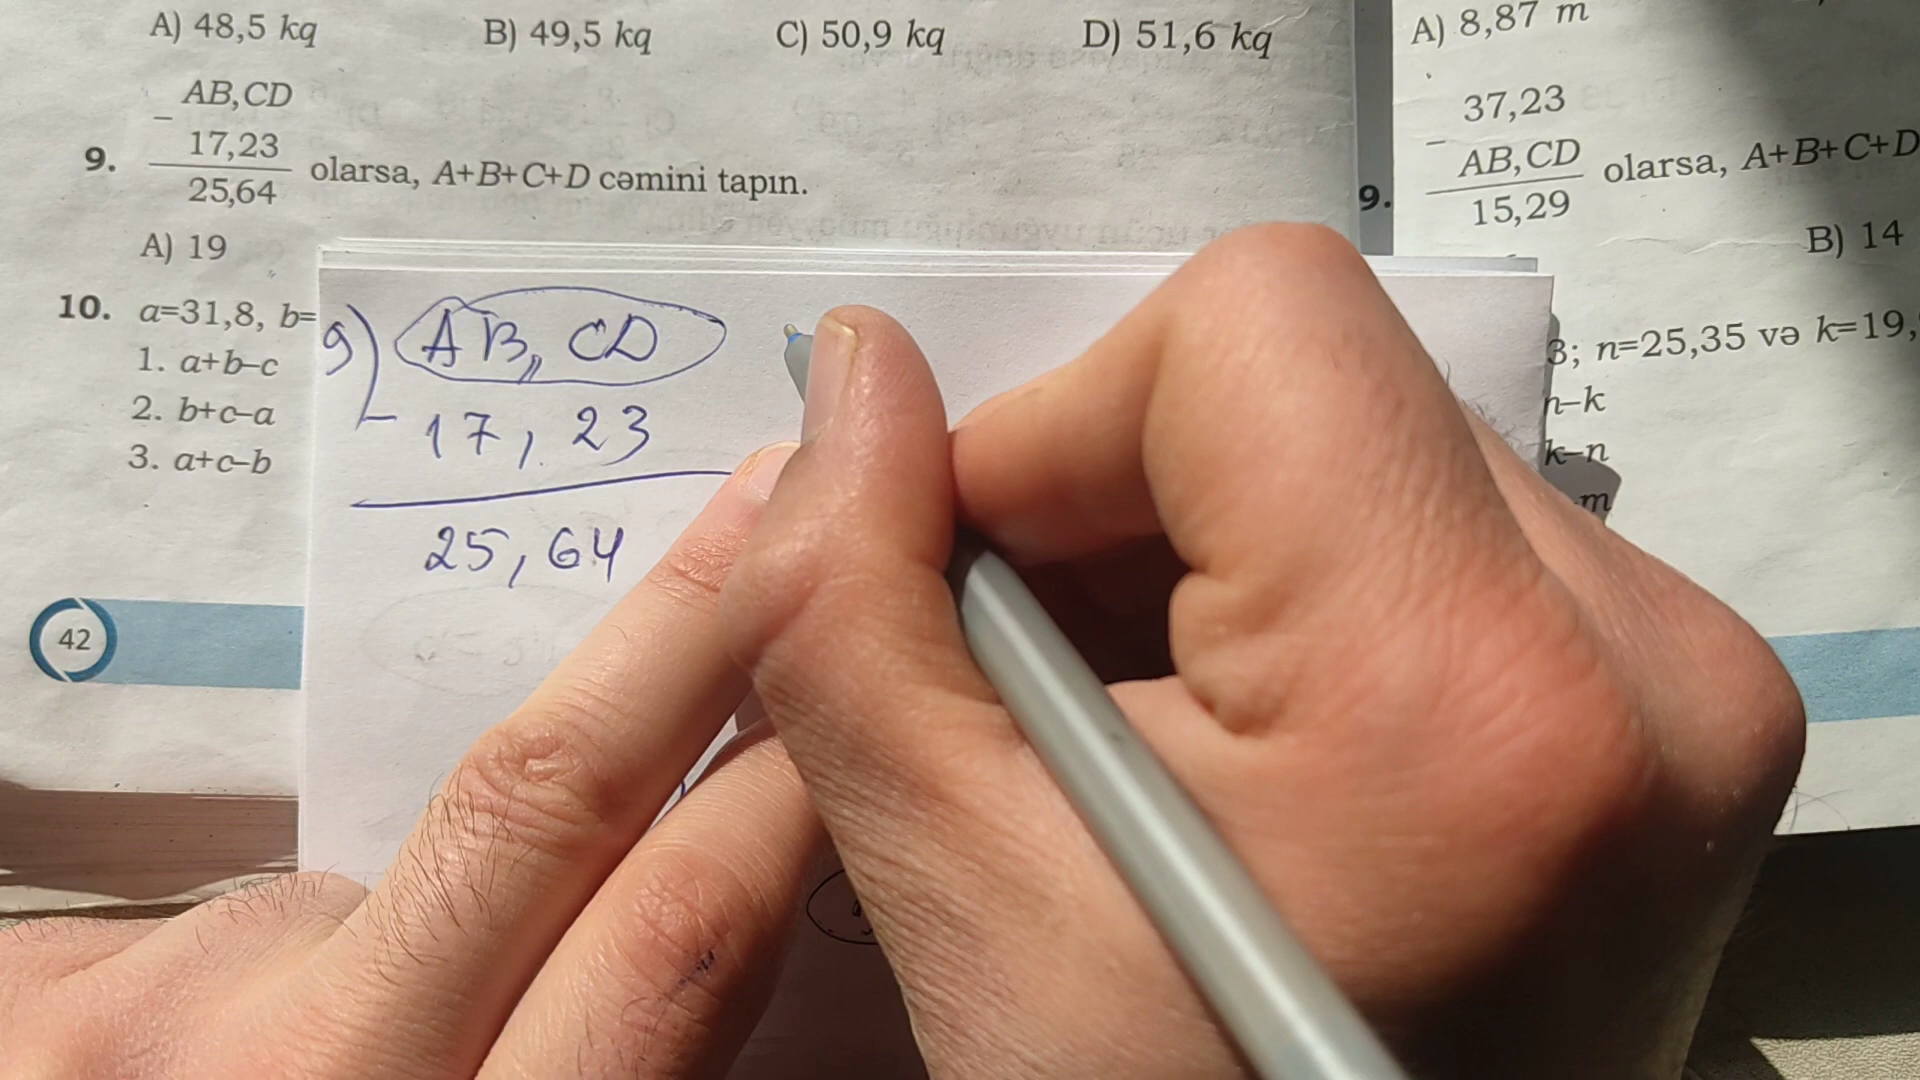 A) 48,5 kq B) 49,5 kq C) 50,9 kq D) 51,6 kq
AB,CD
− 17,23
9. olarsa, A+B+C+D cəmini tapın.
25,64
A) 19
10. a=31,8, b=
1. a+b–c
2. b+c–a
3. a+c–b
42
9) AB,CD
− 17,23
25,64
A) 8,87 m
37,23
− AB,CD
9. olarsa, A+B+C+D
15,29
B) 14
3; n=25,35 və k=19,
n–k
k–n
m